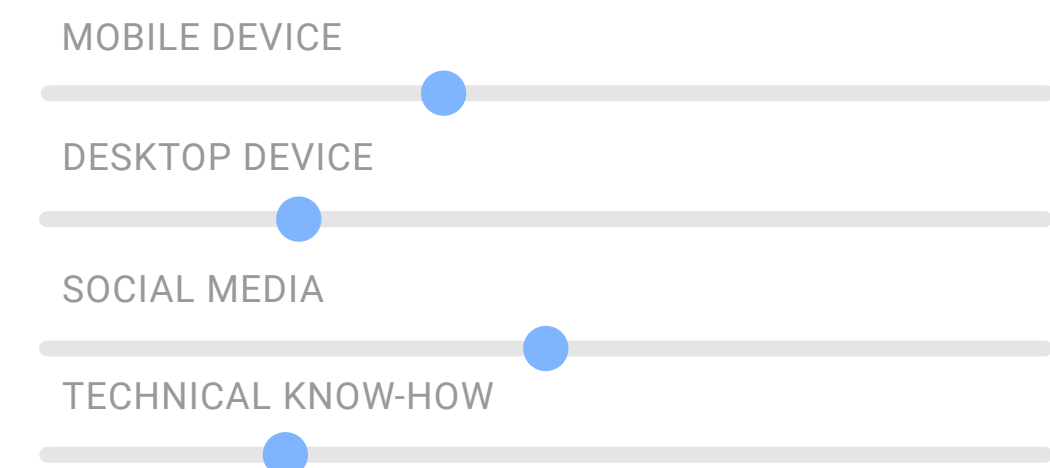 MOBILE DEVICE
DESKTOP DEVICE
SOCIAL MEDIA
TECHNICAL KNOW-HOW